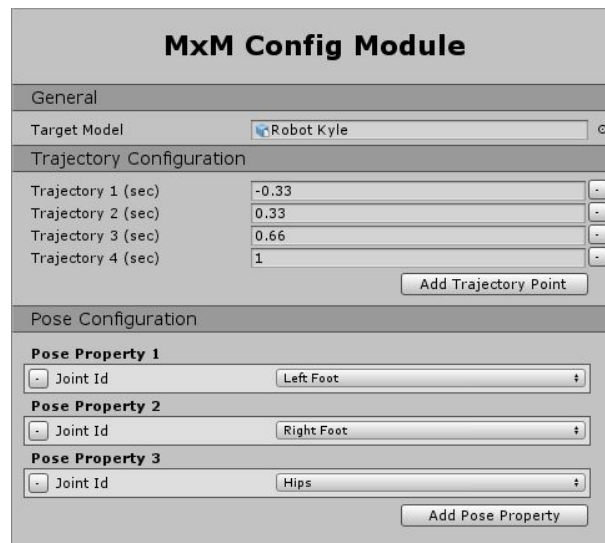 MxM Config Module
General
Target Model Robot Kyle
Trajectory Configuration
Trajectory 1 (sec) -0.33 -
Trajectory 2 (sec) 0.33 -
Trajectory 3 (sec) 0.66 -
Trajectory 4 (sec) 1 -
Add Trajectory Point
Pose Configuration
Pose Property 1
- Joint Id Left Foot
Pose Property 2
- Joint Id Right Foot
Pose Property 3
- Joint Id Hips
Add Pose Property